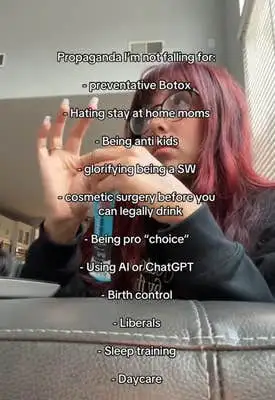 Propaganda I'm not falling for:
- preventative Botox
- Hating stay at home moms
- Being anti kids
- glorifying being a SW
- cosmetic surgery before you
can legally drink
- Being pro “choice”
- Using AI or ChatGPT
- Birth control
- Liberals
- Sleep training
- Daycare